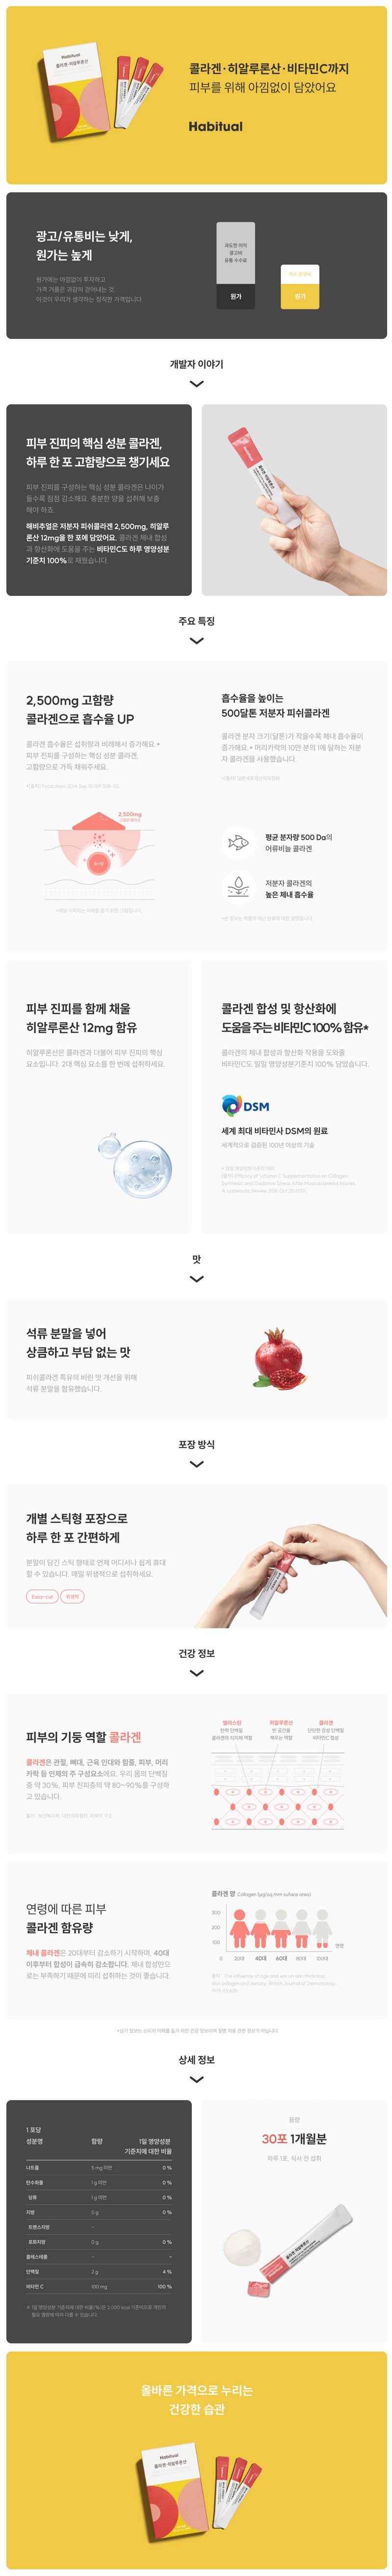 Habitual
콜라겐·히알루론산
콜라겐·히알루론산·비타민C까지
피부를 위해 아낌없이 담았어요
Habitual
광고/유통비는 낮게,
원가는 높게
원가에는 아낌없이 투자하고
가격 거품은 과감히 걷어내는 것.
이것이 우리가 생각하는 정직한 가격입니다.
과도한 이익
광고비
유통 수수료
원가
최소 운영비
원가
개발자 이야기
피부 진피의 핵심 성분 콜라겐,
하루 한 포 고함량으로 챙기세요
피부 진피를 구성하는 핵심 성분 콜라겐은 나이가
들수록 점점 감소해요. 충분한 양을 섭취해 보충
해야 하죠.
해비추얼은 저분자 피쉬콜라겐 2,500mg, 히알루
론산 12mg을 한 포에 담았어요. 콜라겐 체내 합성
과 항산화에 도움을 주는 비타민C도 하루 영양성분
기준치 100%로 채웠습니다.
주요 특징
2,500mg 고함량
콜라겐으로 흡수율 UP
콜라겐 흡수율은 섭취량과 비례해서 증가해요.*
피부 진피를 구성하는 핵심 성분 콜라겐,
고함량으로 가득 채워주세요.
2,500mg
흡수율을 높이는
500달톤 저분자 피쉬콜라겐
콜라겐 분자 크기(달톤)가 작을수록 체내 흡수율이
증가해요.* 머리카락의 10만 분의 1에 달하는 저분
자 콜라겐을 사용했습니다.
평균 분자량 500 Da의
어류비늘 콜라겐
저분자 콜라겐의
높은 체내 흡수율
피부 진피를 함께 채울
히알루론산 12mg 함유
히알루론산은 콜라겐과 더불어 피부 진피의 핵심
요소입니다. 2대 핵심 요소를 한 번에 섭취하세요.
콜라겐 합성 및 항산화에
도움을 주는 비타민C 100% 함유*
콜라겐의 체내 합성과 항산화 작용을 도와줄
비타민C도 일일 영양성분기준치 100% 담았습니다.
DSM
세계 최대 비타민사 DSM의 원료
세계적으로 검증된 100년 이상의 기술
맛
석류 분말을 넣어
상큼하고 부담 없는 맛
피쉬콜라겐 특유의 비린 맛 개선을 위해
석류 분말을 함유했습니다.
포장 방식
개별 스틱형 포장으로
하루 한 포 간편하게
분말이 담긴 스틱 형태로 언제 어디서나 쉽게 휴대
할 수 있습니다. 매일 위생적으로 섭취하세요.
Easy-cut
위생적
건강 정보
피부의 기둥 역할 콜라겐
콜라겐은 관절, 뼈대, 근육 인대와 힘줄, 피부, 머리
카락 등 인체의 주 구성요소예요. 우리 몸의 단백질
중 약 30%, 피부 진피층의 약 80~90%를 구성하
고 있습니다.
엘라스틴
탄력 단백질
콜라겐의 지지체 역할
히알루론산
빈 공간을
채우는 역할
콜라겐
단단한 섬성 단백질
비타민C 합성
연령에 따른 피부
콜라겐 함유량
체내 콜라겐은 20대부터 감소하기 시작하며, 40대
이후부터 합성이 급속히 감소합니다. 체내 합성만으
로는 부족하기 때문에 미리 섭취하는 것이 좋습니다.
콜라겐 양 Collagen (μg/sq.mm suface area)
300
200
100
0
20대
40대
60대
80대
100대
연령
*상기 정보는 소비자 이해를 돕기 위한 건강 정보이며 당뇨 치료 관련 정보가 아닙니다.
상세 정보
1 포당
성분명
함량
1일 영양성분
기준치에 대한 비율
나트륨
5 mg 미만
0 %
탄수화물
1 g 미만
0 %
당류
1 g 미만
0 %
지방
0 g
0 %
트랜스지방
-
포화지방
0 g
0 %
콜레스테롤
-
-
단백질
2 g
4 %
비타민 C
100 mg
100 %
용량
30포 1개월분
하루 1포, 식사 전 섭취
올바른 가격으로 누리는
건강한 습관
Habitual
콜라겐·히알루론산